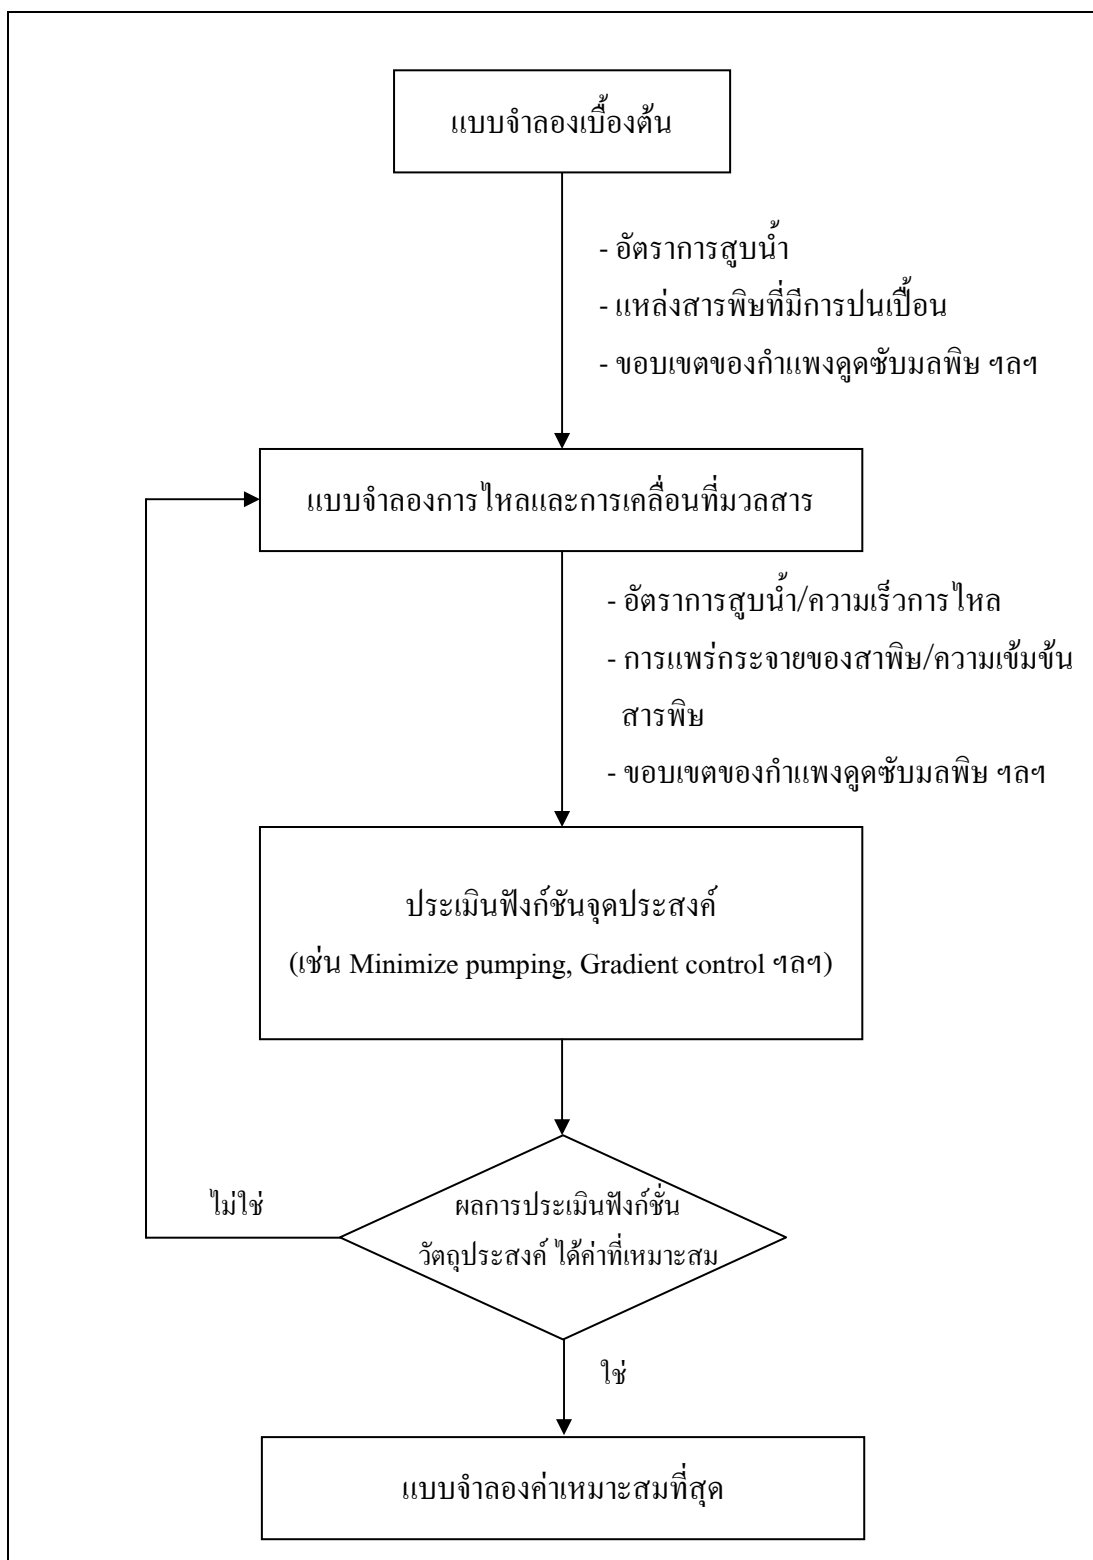 แบบจำลองเบื้องต้น
- อัตราการสูบน้ำ
- แหล่งสารพิษที่มีการปนเปื้อน
- ขอบเขตของกำแพงดูดซับมลพิษ ฯลฯ
แบบจำลองการไหลและการเคลื่อนที่มวลสาร
- อัตราการสูบน้ำ/ความเร็วการไหล
- การแพร่กระจายของสาพิษ/ความเข้มข้น
สารพิษ
- ขอบเขตของกำแพงดูดซับมลพิษ ฯลฯ
ประเมินฟังก์ชันจุดประสงค์
(เช่น Minimize pumping, Gradient control ฯลฯ)
ไม่ใช่
ผลการประเมินฟังก์ชั่น
วัตถุประสงค์ ได้ค่าที่เหมาะสม
ใช่
แบบจำลองค่าเหมาะสมที่สุด